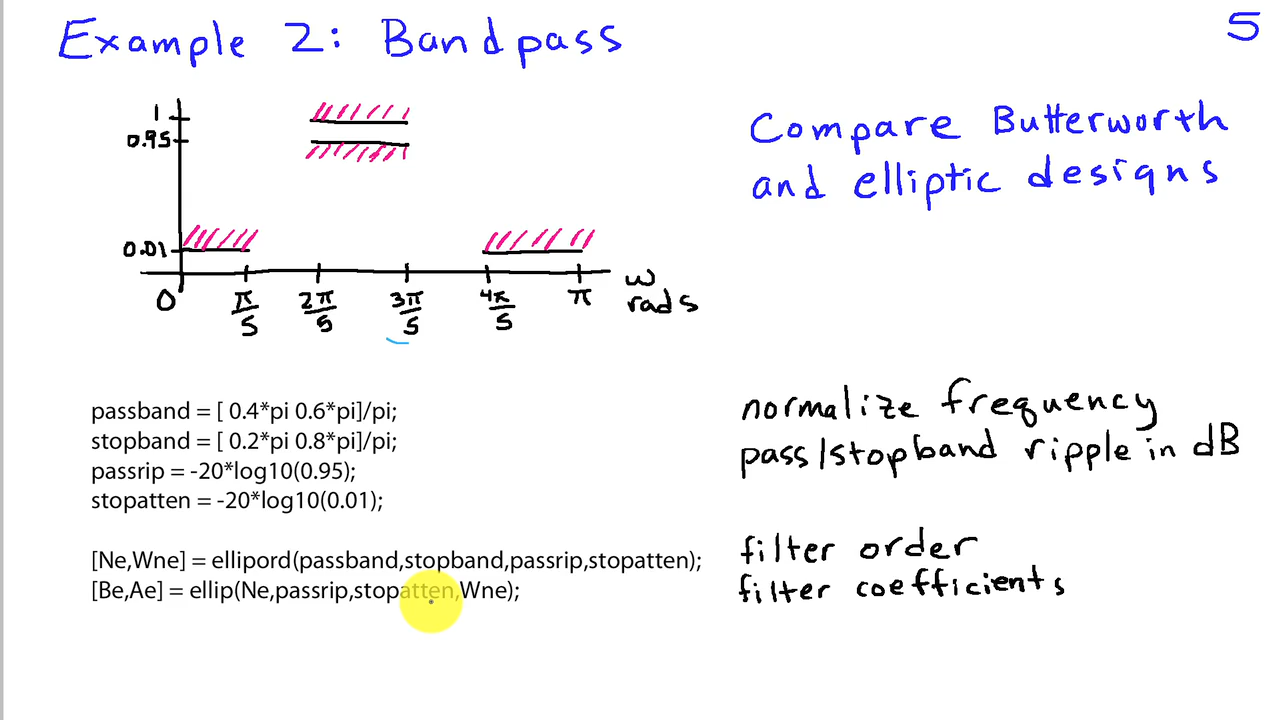 Example 2: Bandpass
5
1
0.95
0.01
0 π/5 2π/5 3π/5 4π/5 π
ω rads
Compare Butterworth
and elliptic designs
passband = [ 0.4*pi 0.6*pi]/pi;
stopband = [ 0.2*pi 0.8*pi]/pi;
passrip = -20*log10(0.95);
stopatten = -20*log10(0.01);
normalize frequency
pass/stopband ripple in dB
[Ne,Wne] = ellipord(passband,stopband,passrip,stopatten);
[Be,Ae] = ellip(Ne,passrip,stopatten,Wne);
filter order
filter coefficients